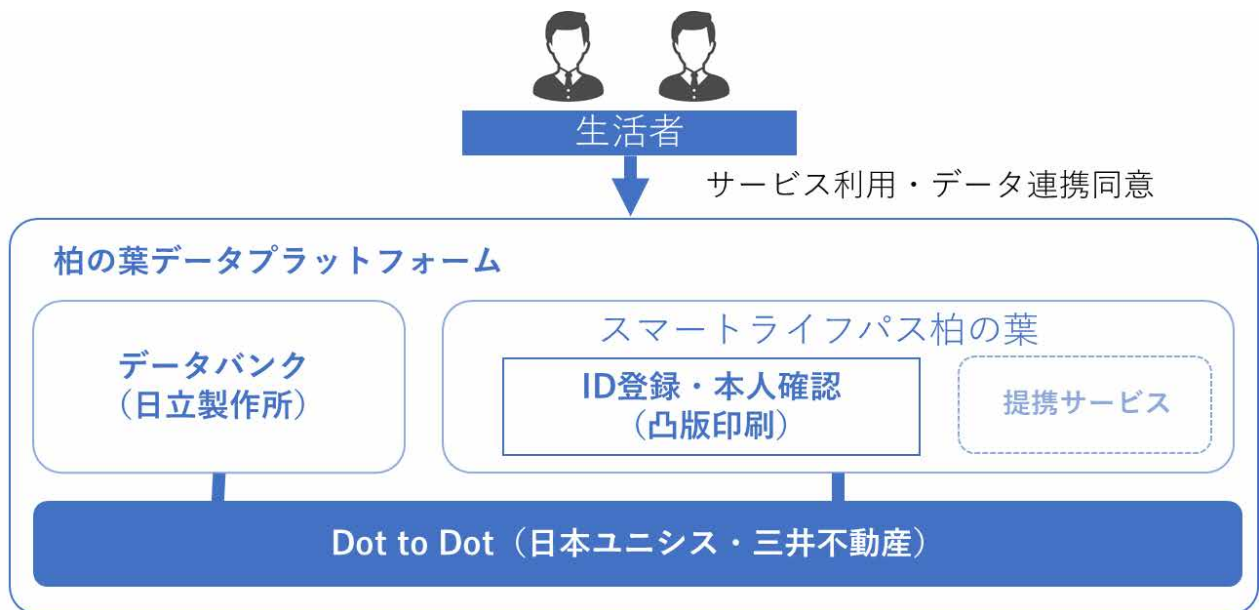 生活者
サービス利用・データ連携同意
柏の葉データプラットフォーム
データバンク
（日立製作所）
スマートライフパス柏の葉
ID登録・本人確認
（凸版印刷）
提携サービス
Dot to Dot（日本ユニシス・三井不動産）